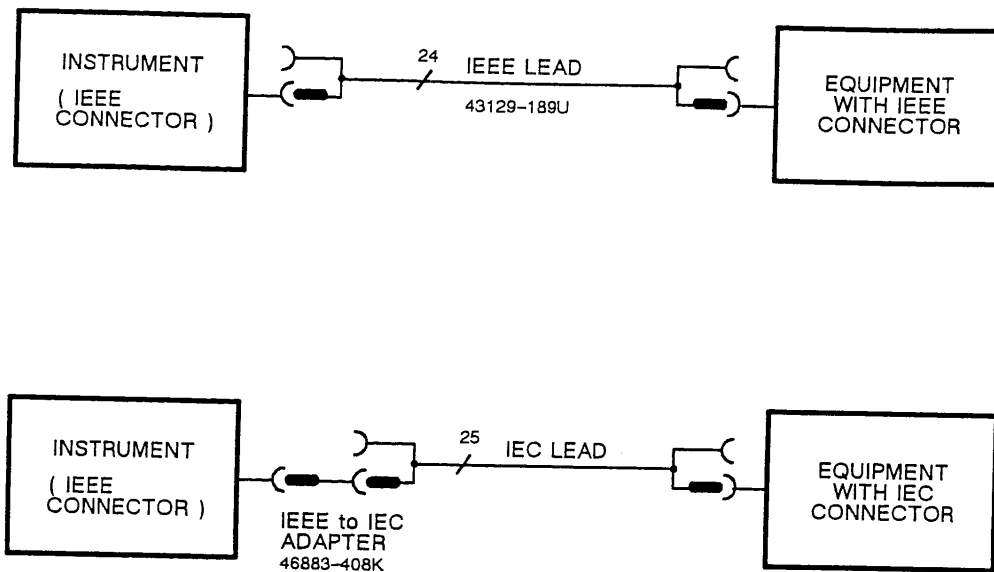 INSTRUMENT
( IEEE
CONNECTOR )
24
IEEE LEAD
43129-189U
EQUIPMENT
WITH IEEE
CONNECTOR
INSTRUMENT
( IEEE
CONNECTOR )
IEEE to IEC
ADAPTER
46883-408K
25
IEC LEAD
EQUIPMENT
WITH IEC
CONNECTOR